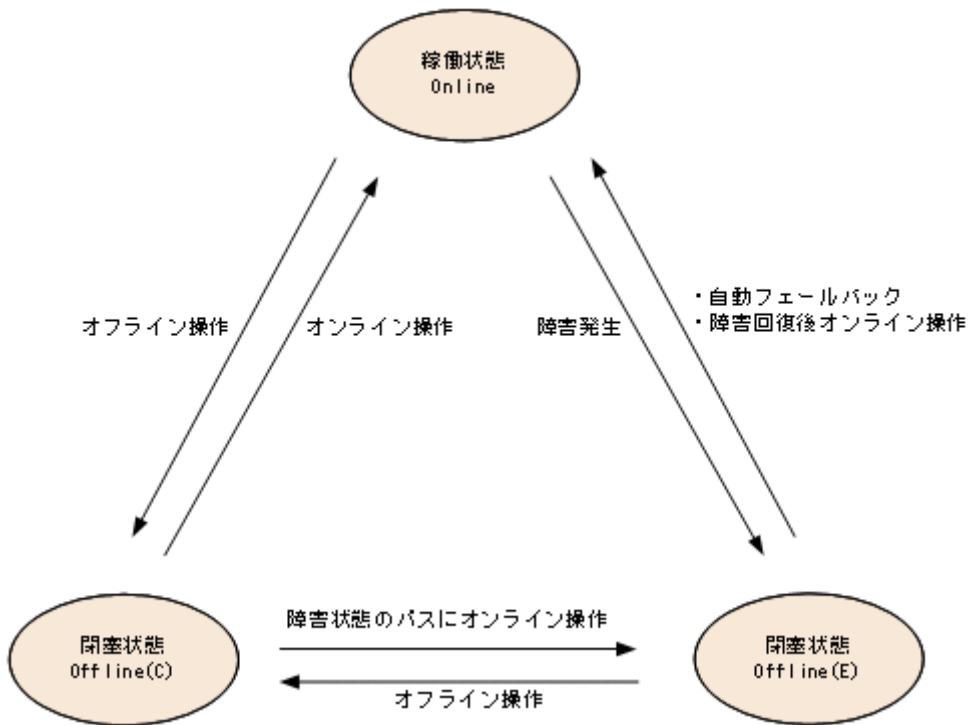 稼働状態
Online
オフライン操作
オンライン操作
障害発生
・自動フェールバック
・障害回復後オンライン操作
閉塞状態
Offline(C)
障害状態のパスにオンライン操作
オフライン操作
閉塞状態
Offline(E)